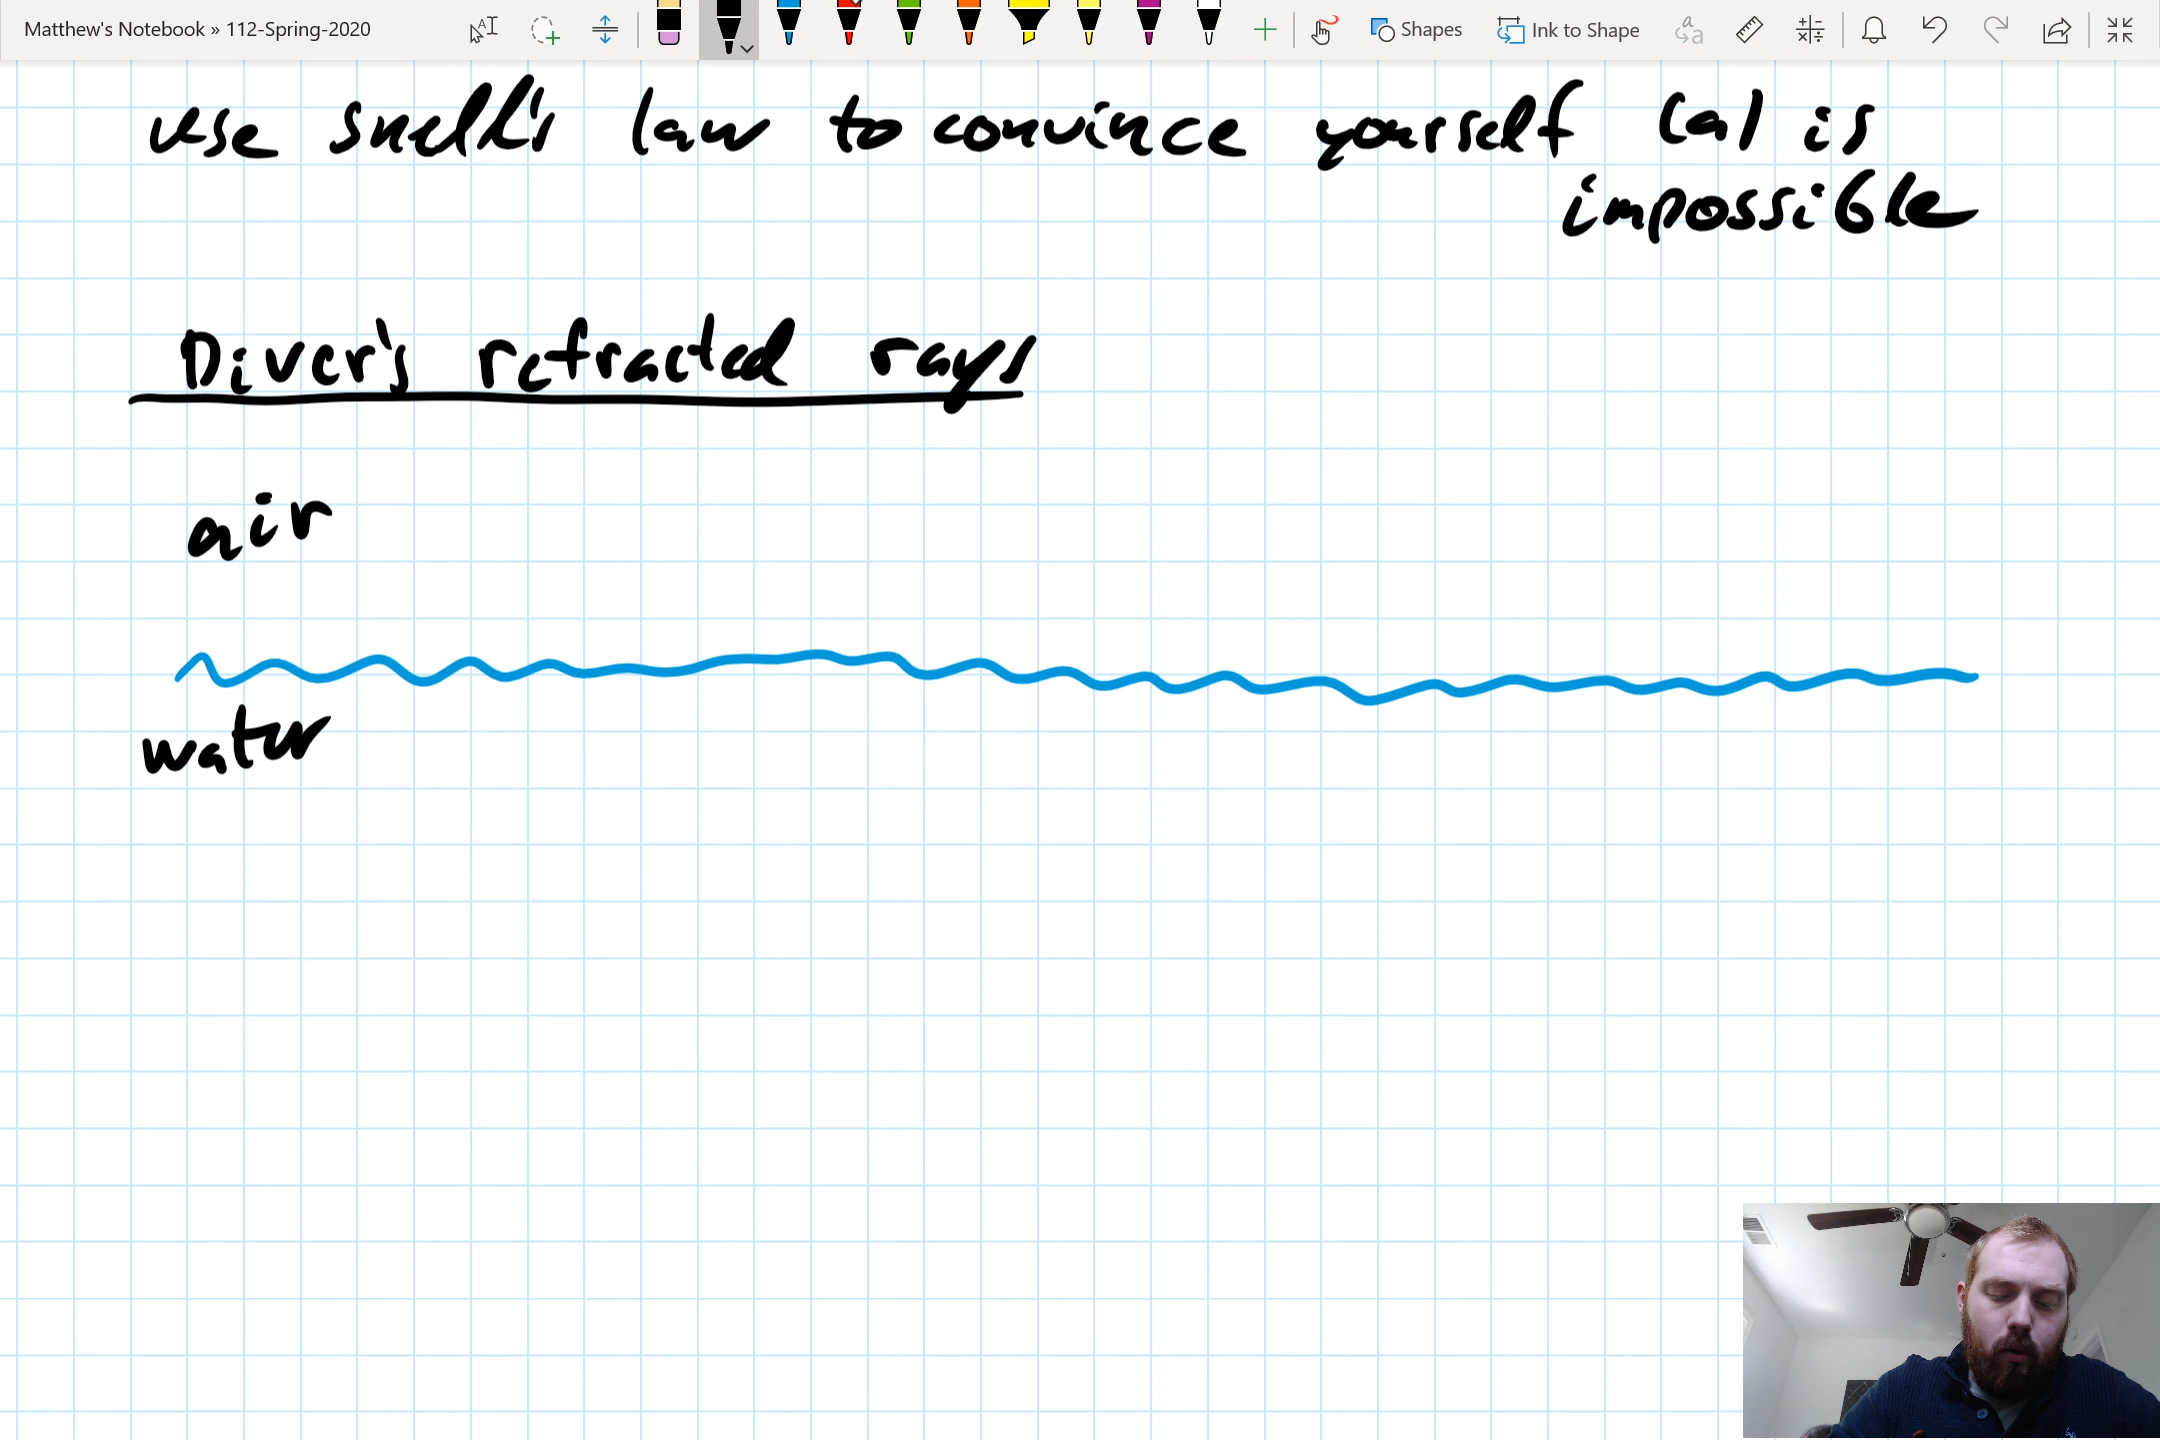 Matthew's Notebook » 112-Spring-2020
Shapes
Ink to Shape
use snell's law to convince yourself (a) is
impossible
Diver's refracted rays
air
water